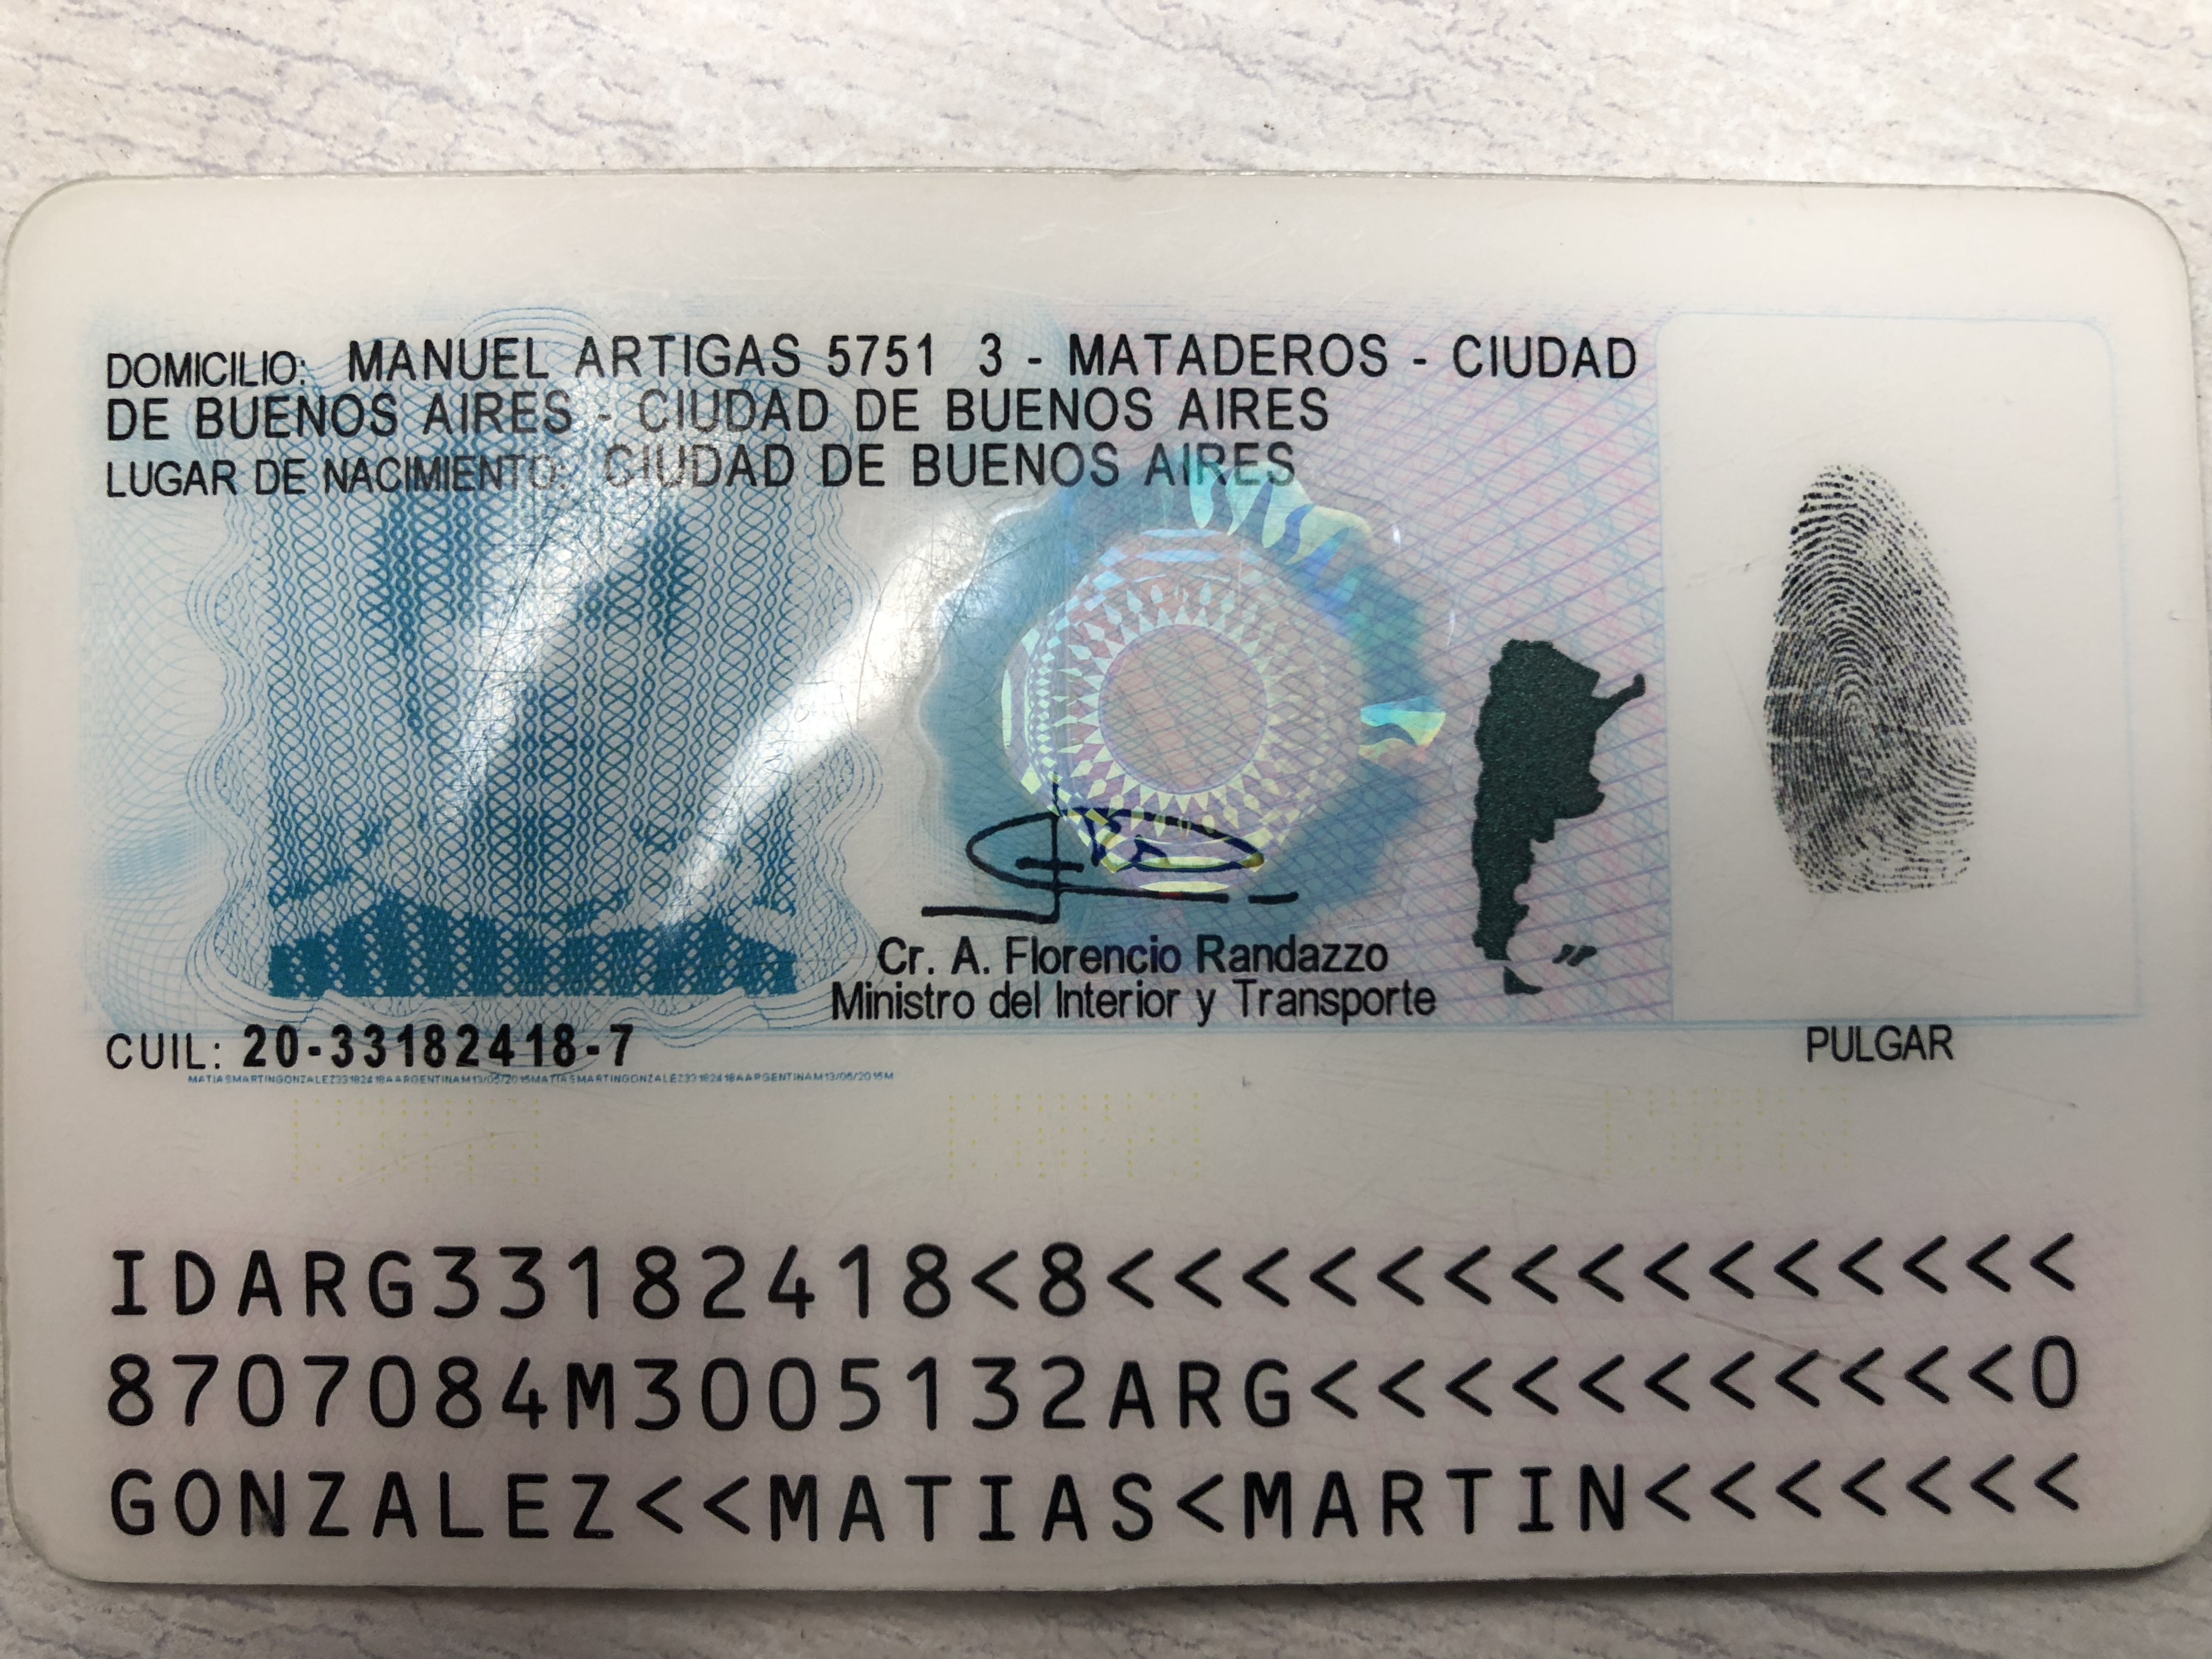 DOMICILIO: MANUEL ARTIGAS 5751 3 - MATADEROS - CIUDAD
DE BUENOS AIRES - CIUDAD DE BUENOS AIRES
LUGAR DE NACIMIENTO: CIUDAD DE BUENOS AIRES
Cr. A. Florencio Randazzo
Ministro del Interior y Transporte
CUIL: 20-33182418-7
PULGAR
IDARG33182418<8<<<<<<<<<<<<<<<
8707084M3005132ARG<<<<<<<<<<<0
GONZALEZ<<MATIAS<MARTIN<<<<<<<